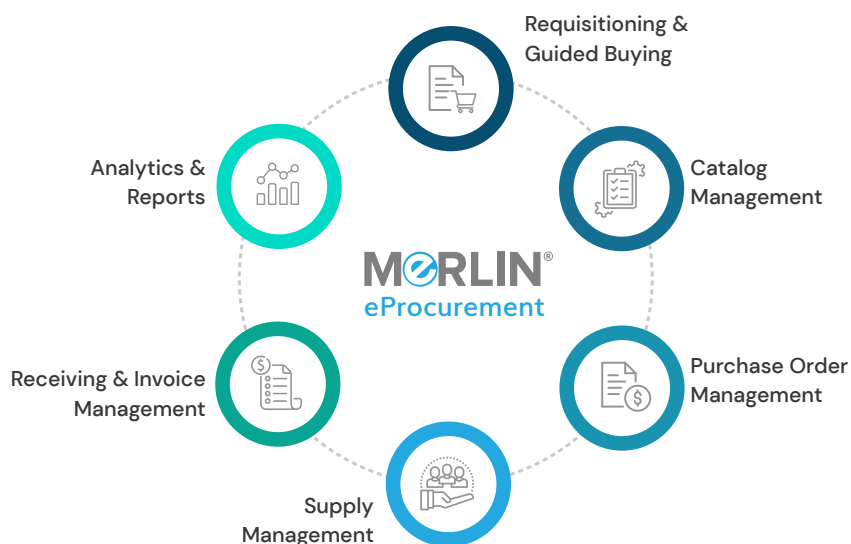 Requisitioning &
Guided Buying
Analytics &
Reports
Catalog
Management
MeRLIN®
eProcurement
Receiving & Invoice
Management
Purchase Order
Management
Supply
Management
$
$